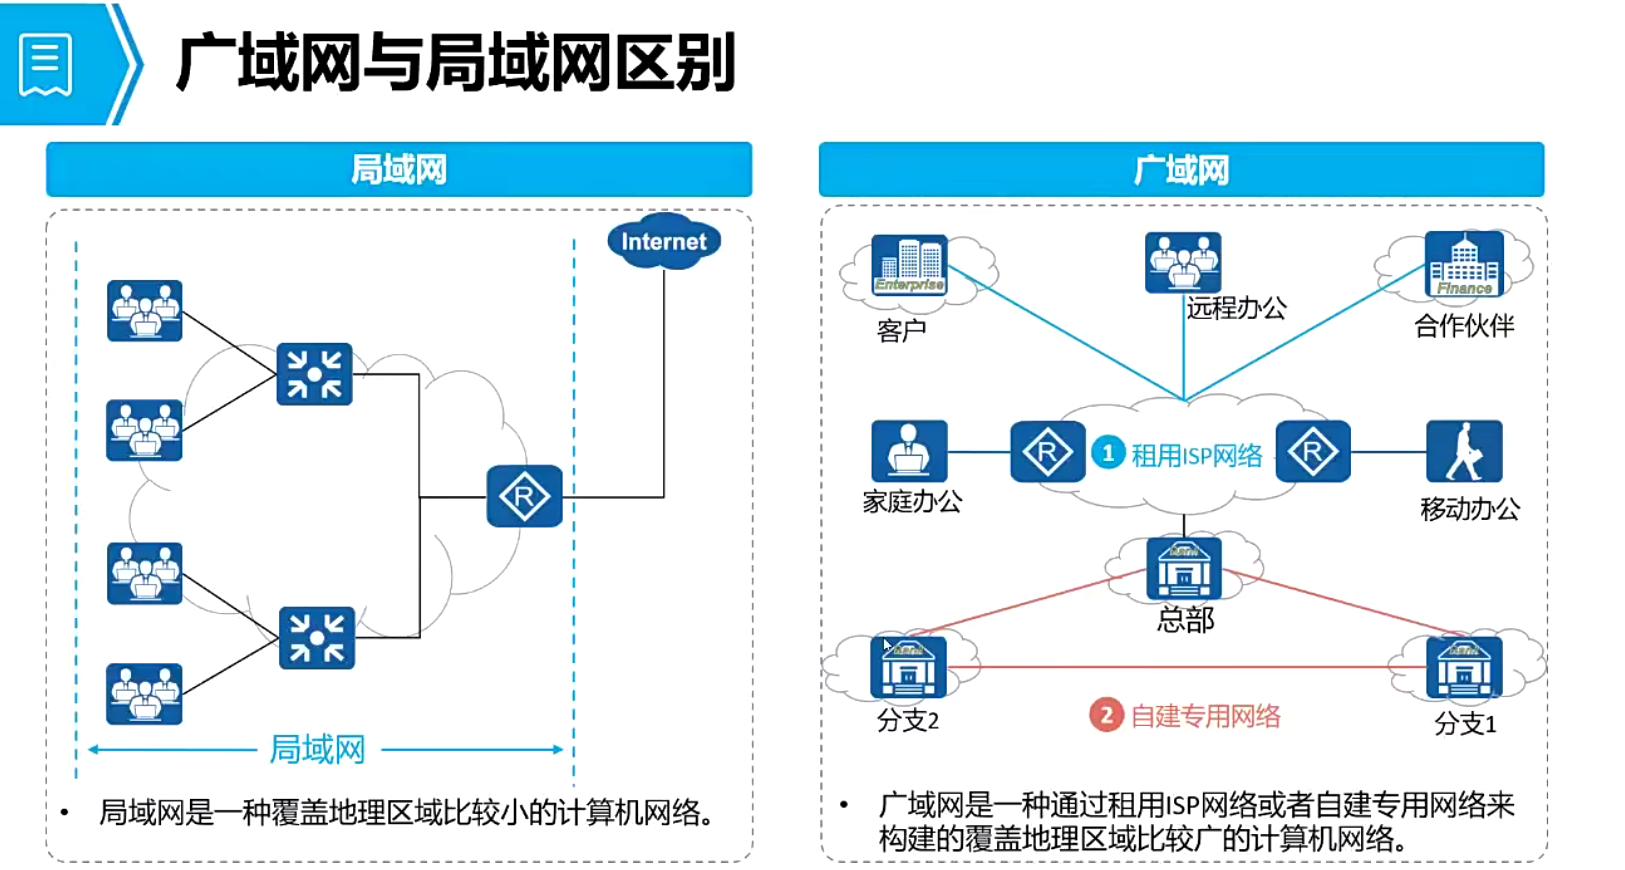 广域网与局域网区别
局域网
Internet
R
局域网
• 局域网是一种覆盖地理区域比较小的计算机网络。
广域网
Enterprise
客户
远程办公
Finance
合作伙伴
家庭办公
R
1 租用ISP网络
R
移动办公
总部
分支2
2 自建专用网络
分支1
• 广域网是一种通过租用ISP网络或者自建专用网络来
构建的覆盖地理区域比较广的计算机网络。